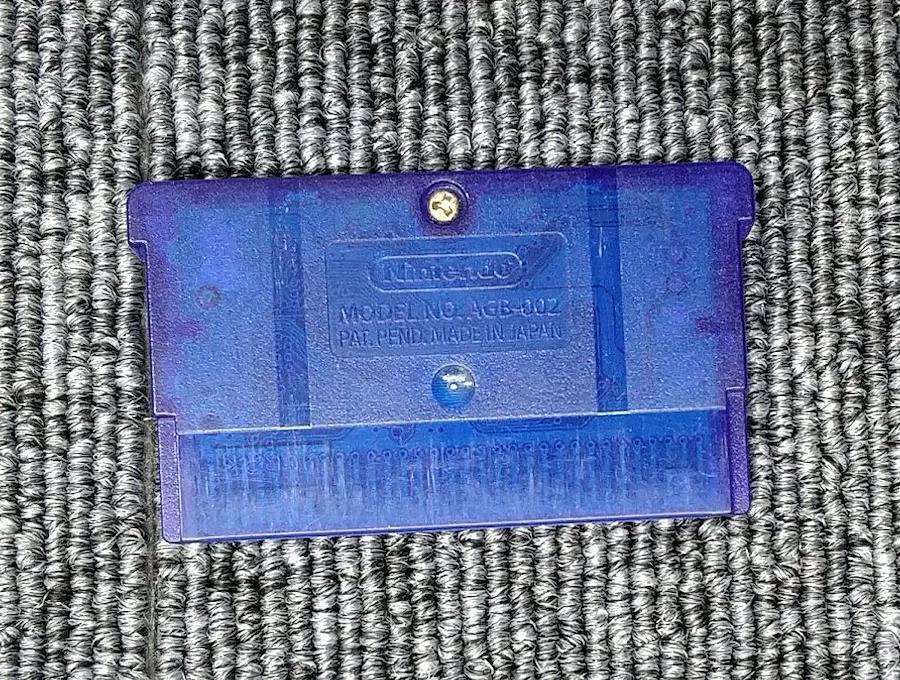 Nintendo
MODEL NO. AGB-002
PAT. PEND. MADE IN JAPAN